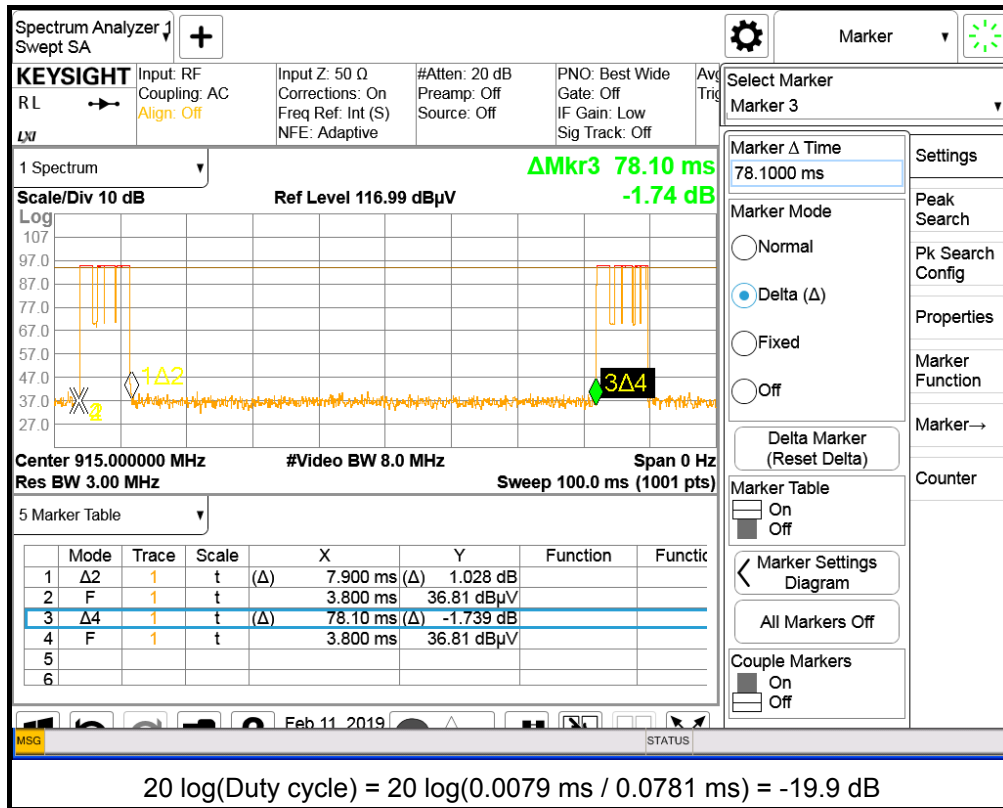 Spectrum Analyzer 1
Swept SA
+
Marker
KEYSIGHT Input: RF Input Z: 50 Ω #Atten: 20 dB PNO: Best Wide
RL Coupling: AC Corrections: On Preamp: Off Gate: Off
Align: Off Freq Ref: Int (S) Source: Off IF Gain: Low
LXI NFE: Adaptive Sig Track: Off
Select Marker
Marker 3
1 Spectrum
ΔMkr3 78.10 ms
Scale/Div 10 dB Ref Level 116.99 dBµV -1.74 dB
Log
107
97.0
87.0
77.0
67.0
57.0
47.0
37.0
27.0
1Δ2
3Δ4
Center 915.000000 MHz #Video BW 8.0 MHz Span 0 Hz
Res BW 3.00 MHz Sweep 100.0 ms (1001 pts)
5 Marker Table
Mode Trace Scale X Y Function
1 Δ2 1 t (Δ) 7.900 ms (Δ) 1.028 dB
2 F 1 t 3.800 ms 36.81 dBµV
3 Δ4 1 t (Δ) 78.10 ms (Δ) -1.739 dB
4 F 1 t 3.800 ms 36.81 dBµV
5
6
Feb 11, 2019
Marker Δ Time
78.1000 ms
Marker Mode
Normal
Delta (Δ)
Fixed
Off
Delta Marker
(Reset Delta)
Marker Table
On
Off
Marker Settings
Diagram
All Markers Off
Couple Markers
On
Off
Settings
Peak
Search
Pk Search
Config
Properties
Marker
Function
Marker→
Counter
MSG STATUS
20 log(Duty cycle) = 20 log(0.0079 ms / 0.0781 ms) = -19.9 dB